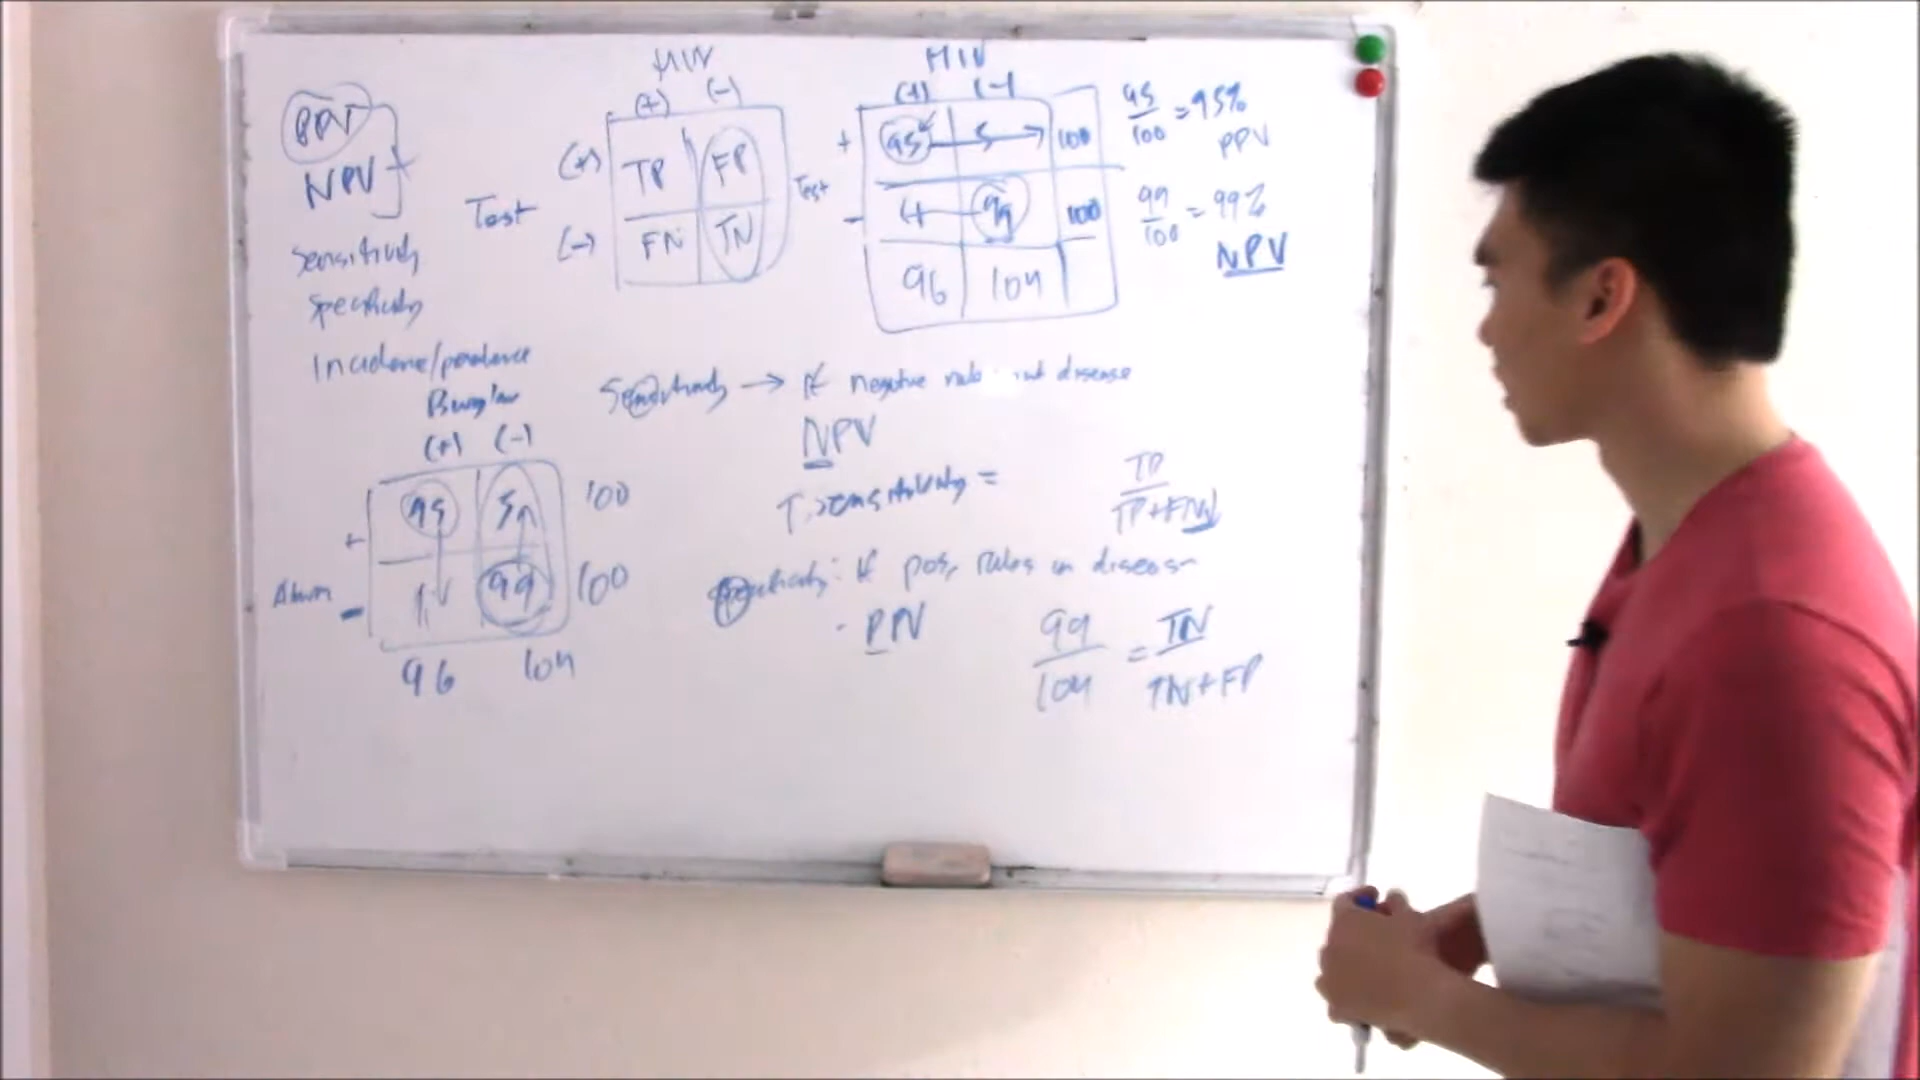 PPV
NPV
Sensitivity
Specificity
Incidence/prevalence
HIV
(+) (-)
Test
(+) TP FP
(-) FN TN
HIV
(+) (-)
Test
+ 95 5 100
- 1 99 100
96 104
95/100 = 95%
PPV
99/100 = 99%
NPV
Burglar
(+) (-)
Alarm
+ 95 5 100
- 1 99 100
96 104
Sensitivity → If negative rules out disease
NPV
↑ sensitivity = TP/TP+FN↓
Specificity: If pos, rules in disease
- PPV
99/104 = TN/TN+FP